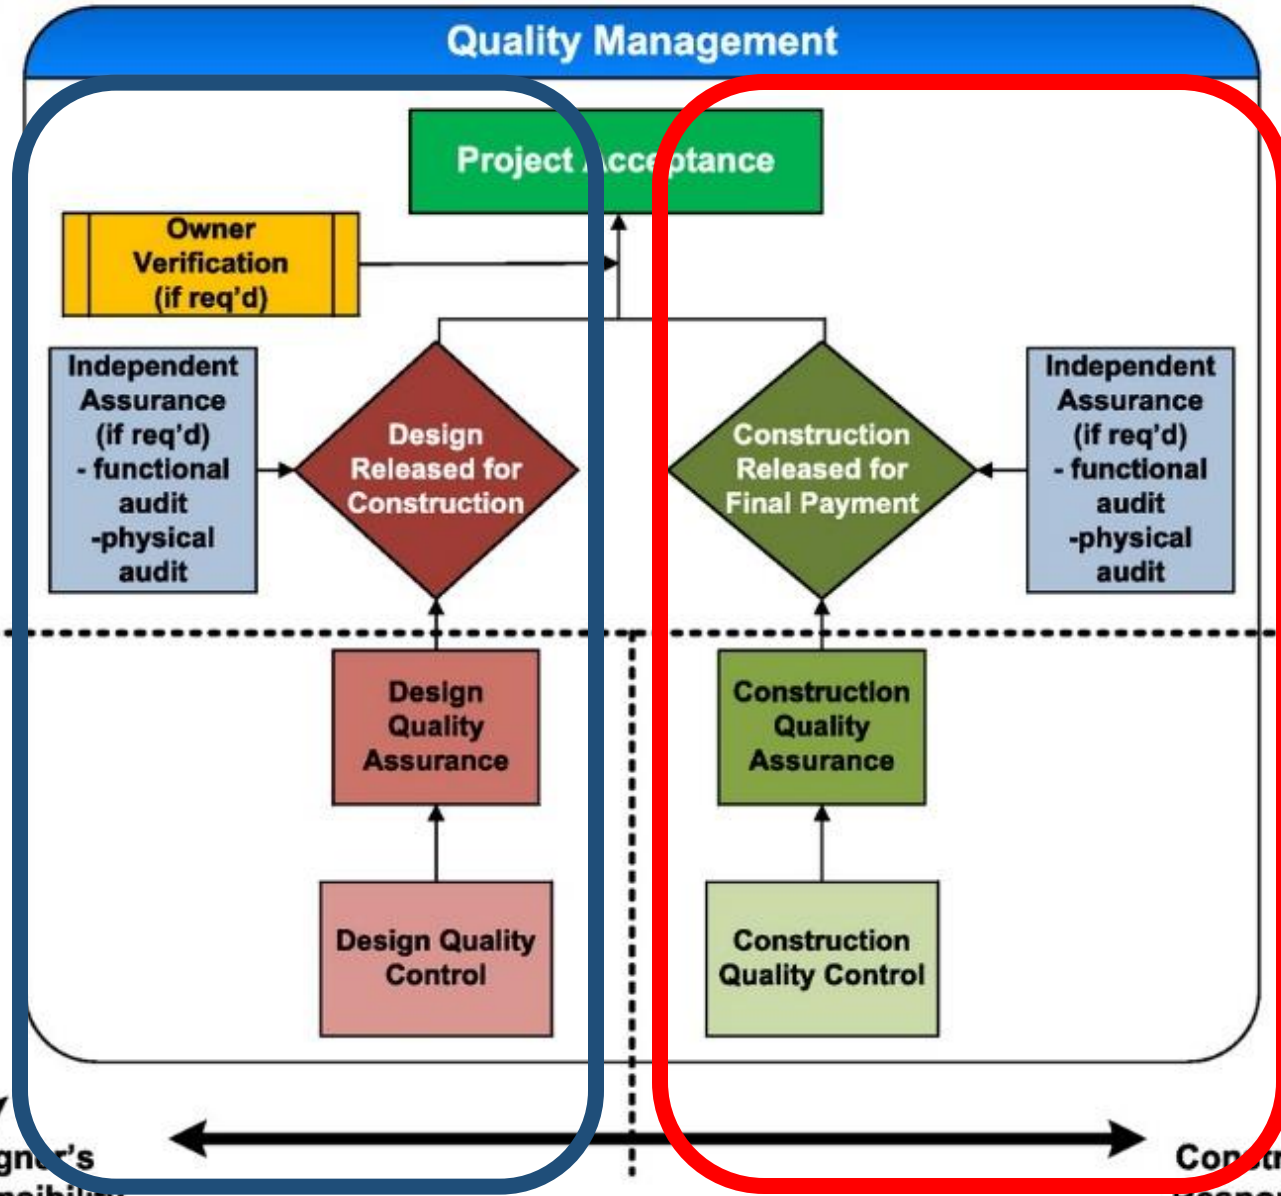 Quality Management
Project Acceptance
Owner
Verification
(if req'd)
Independent
Assurance
(if req'd)
- functional
audit
-physical
audit
Design
Released for
Construction
Construction
Released for
Final Payment
Independent
Assurance
(if req'd)
- functional
audit
-physical
audit
Design
Quality
Assurance
Construction
Quality
Assurance
Design Quality
Control
Construction
Quality Control